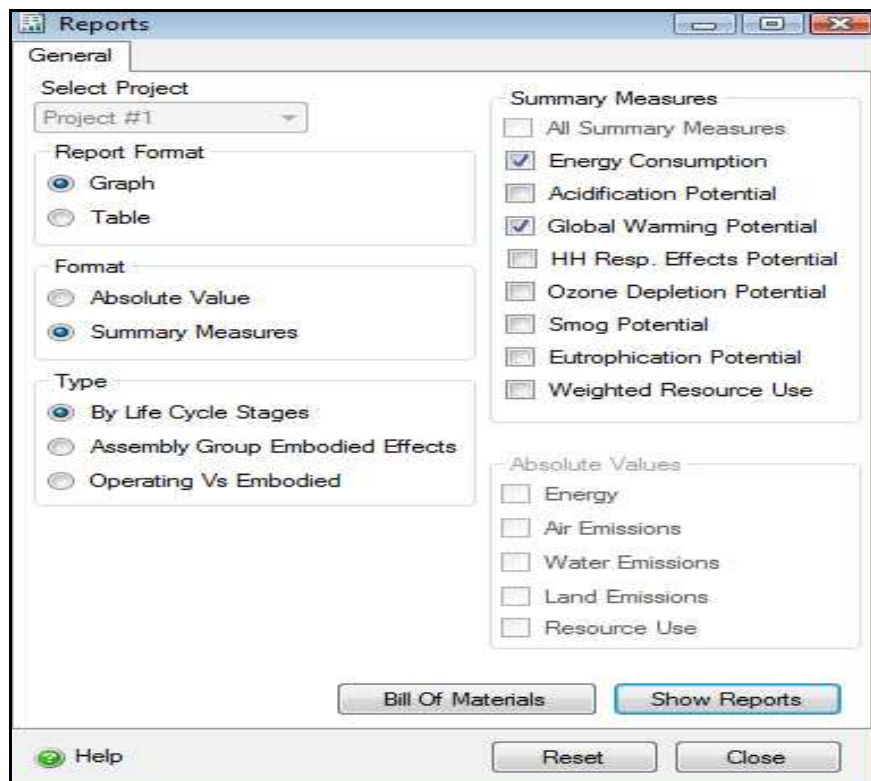 Reports
General
Select Project
Project #1
Report Format
Graph
Table
Format
Absolute Value
Summary Measures
Type
By Life Cycle Stages
Assembly Group Embodied Effects
Operating Vs Embodied
Summary Measures
All Summary Measures
Energy Consumption
Acidification Potential
Global Warming Potential
HH Resp. Effects Potential
Ozone Depletion Potential
Smog Potential
Eutrophication Potential
Weighted Resource Use
Absolute Values
Energy
Air Emissions
Water Emissions
Land Emissions
Resource Use
Bill Of Materials
Show Reports
Help
Reset
Close